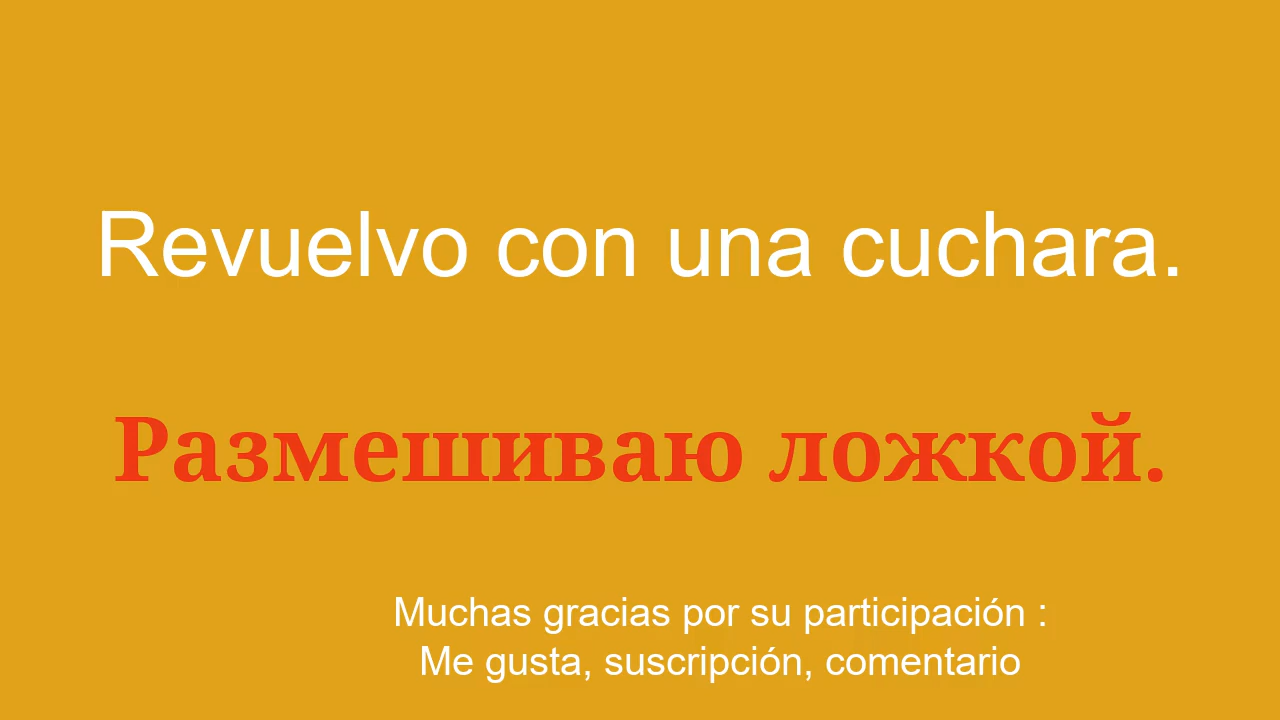 Revuelvo con una cuchara.
Размешиваю ложкой.
Muchas gracias por su participación :
Me gusta, suscripción, comentario